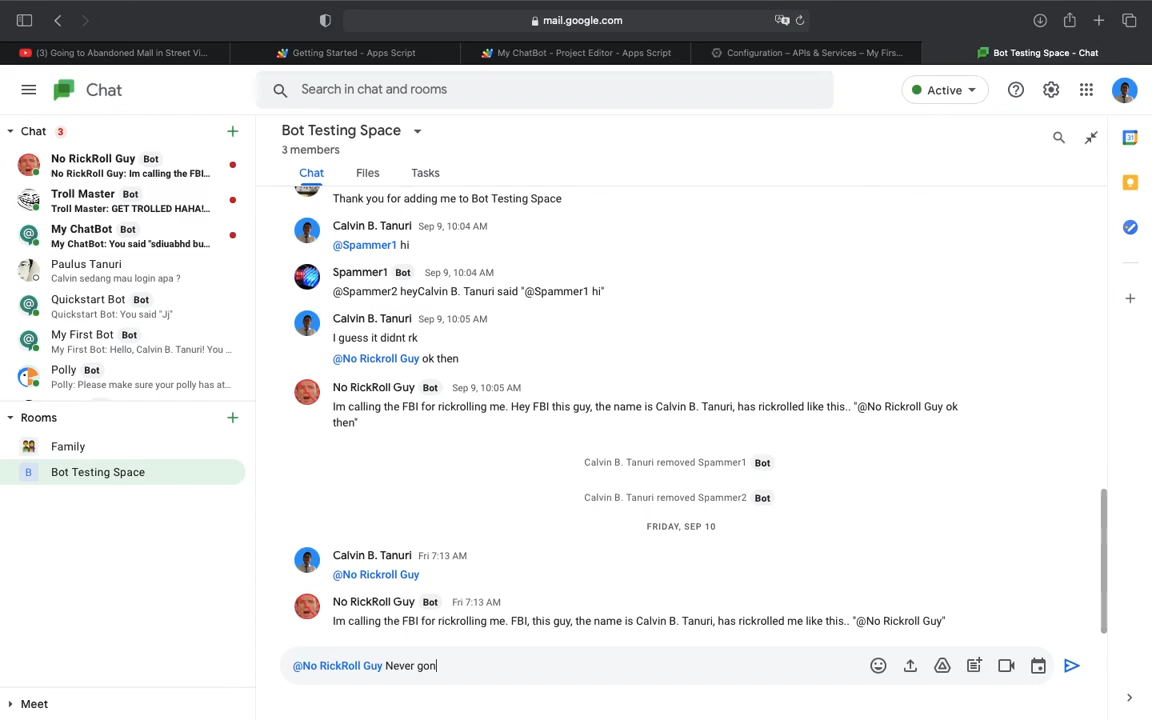 mail.google.com
(3) Going to Abandoned Mall in Street Vi...
Getting Started - Apps Script
My ChatBot - Project Editor - Apps Script
Configuration – APIs & Services – My Firs...
Bot Testing Space - Chat
Chat
Search in chat and rooms
Active
Chat 3
No RickRoll Guy Bot
No RickRoll Guy: Im calling the FBI...
Troll Master Bot
Troll Master: GET TROLLED HAHA!...
My ChatBot Bot
My ChatBot: You said "sdiuabhd bu...
Paulus Tanuri
Calvin sedang mau login apa ?
Quickstart Bot Bot
Quickstart Bot: You said "Jj"
My First Bot Bot
My First Bot: Hello, Calvin B. Tanuri! You ...
Polly Bot
Polly: Please make sure your polly has at...
Rooms
Family
B Bot Testing Space
Meet
Bot Testing Space
3 members
Chat Files Tasks
Thank you for adding me to Bot Testing Space
Calvin B. Tanuri Sep 9, 10:04 AM
@Spammer1 hi
Spammer1 Bot Sep 9, 10:04 AM
@Spammer2 heyCalvin B. Tanuri said "@Spammer1 hi"
Calvin B. Tanuri Sep 9, 10:05 AM
I guess it didnt rk
@No Rickroll Guy ok then
No RickRoll Guy Bot Sep 9, 10:05 AM
Im calling the FBI for rickrolling me. Hey FBI this guy, the name is Calvin B. Tanuri, has rickrolled like this.. "@No Rickroll Guy ok
then"
Calvin B. Tanuri removed Spammer1 Bot
Calvin B. Tanuri removed Spammer2 Bot
FRIDAY, SEP 10
Calvin B. Tanuri Fri 7:13 AM
@No Rickroll Guy
No RickRoll Guy Bot Fri 7:13 AM
Im calling the FBI for rickrolling me. FBI, this guy, the name is Calvin B. Tanuri, has rickrolled me like this.. "@No Rickroll Guy"
@No RickRoll Guy Never gon
31